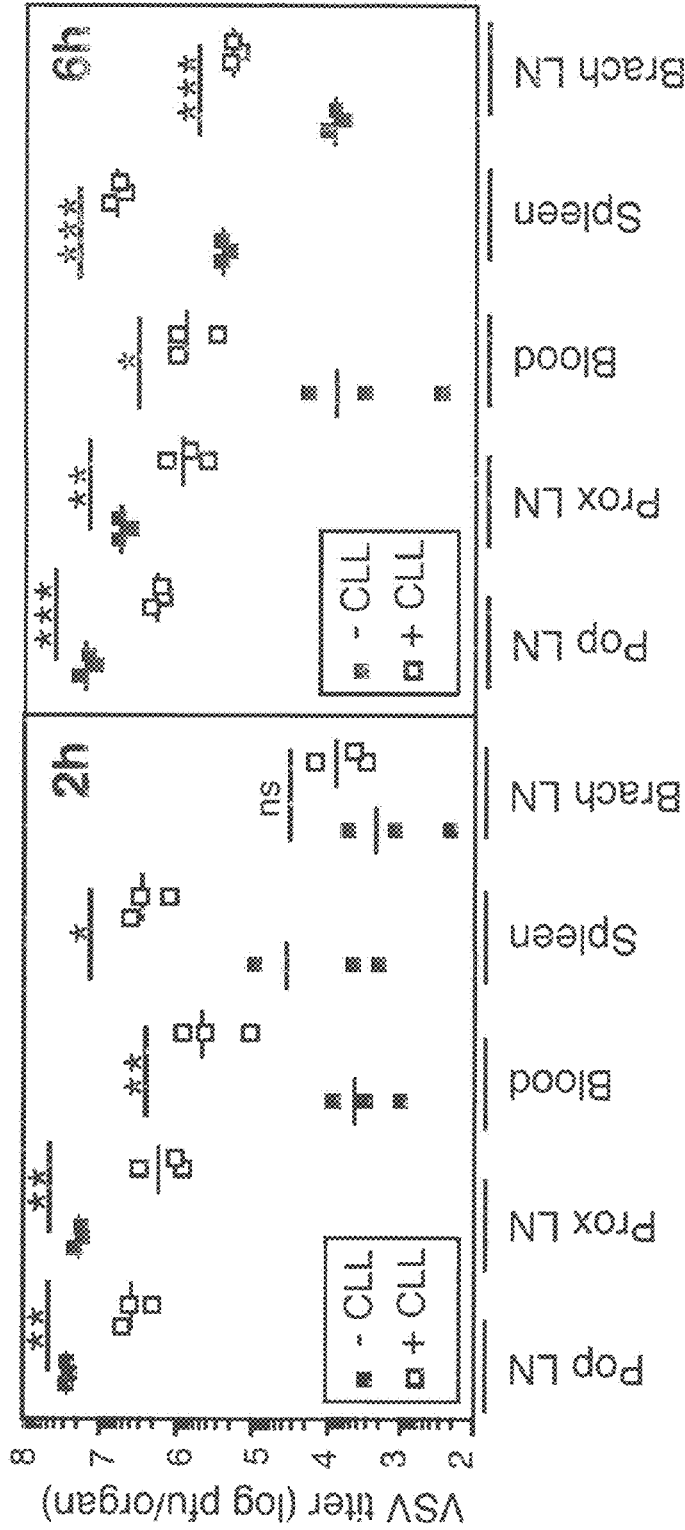 VSV titer (log pfu/organ)
8
7
6
5
4
3
2
2h
** ** ** * ns
- CLL
+ CLL
Pop LN Prox LN Blood Spleen Brach LN
6h
*** ** * *** ***
- CLL
+ CLL
Pop LN Prox LN Blood Spleen Brach LN